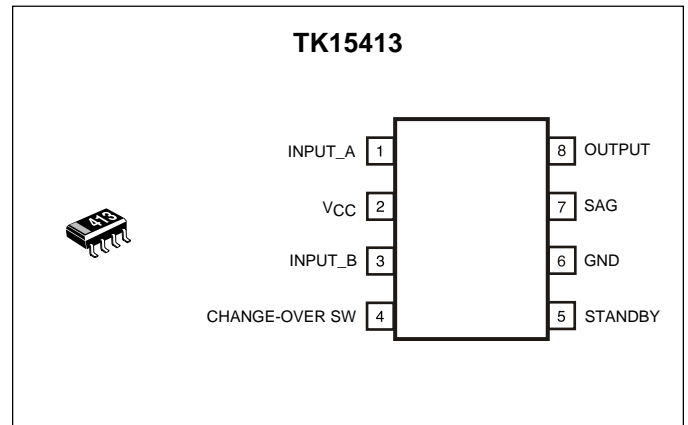 TK15413
INPUT_A 1
8 OUTPUT
VCC 2
7 SAG
INPUT_B 3
6 GND
CHANGE-OVER SW 4
5 STANDBY
413